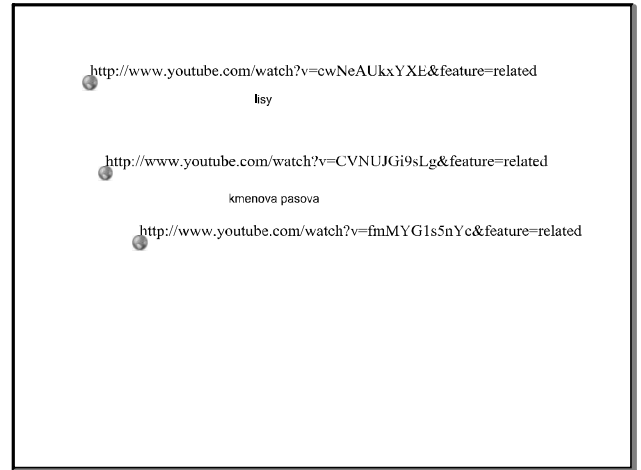 http://www.youtube.com/watch?v=cwNeAUkxYXE&feature=related
lisy
http://www.youtube.com/watch?v=CVNUJGi9sLg&feature=related
kmenova pasova
http://www.youtube.com/watch?v=fmMYG1s5nYc&feature=related